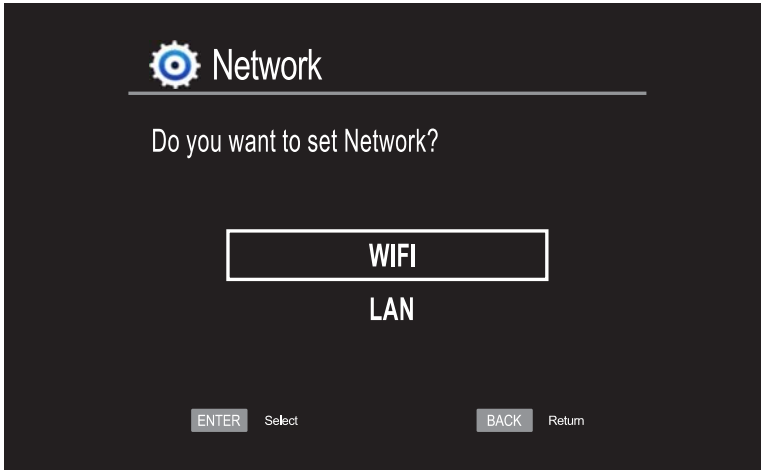 Network
Do you want to set Network?
WIFI
LAN
ENTER Select BACK Return